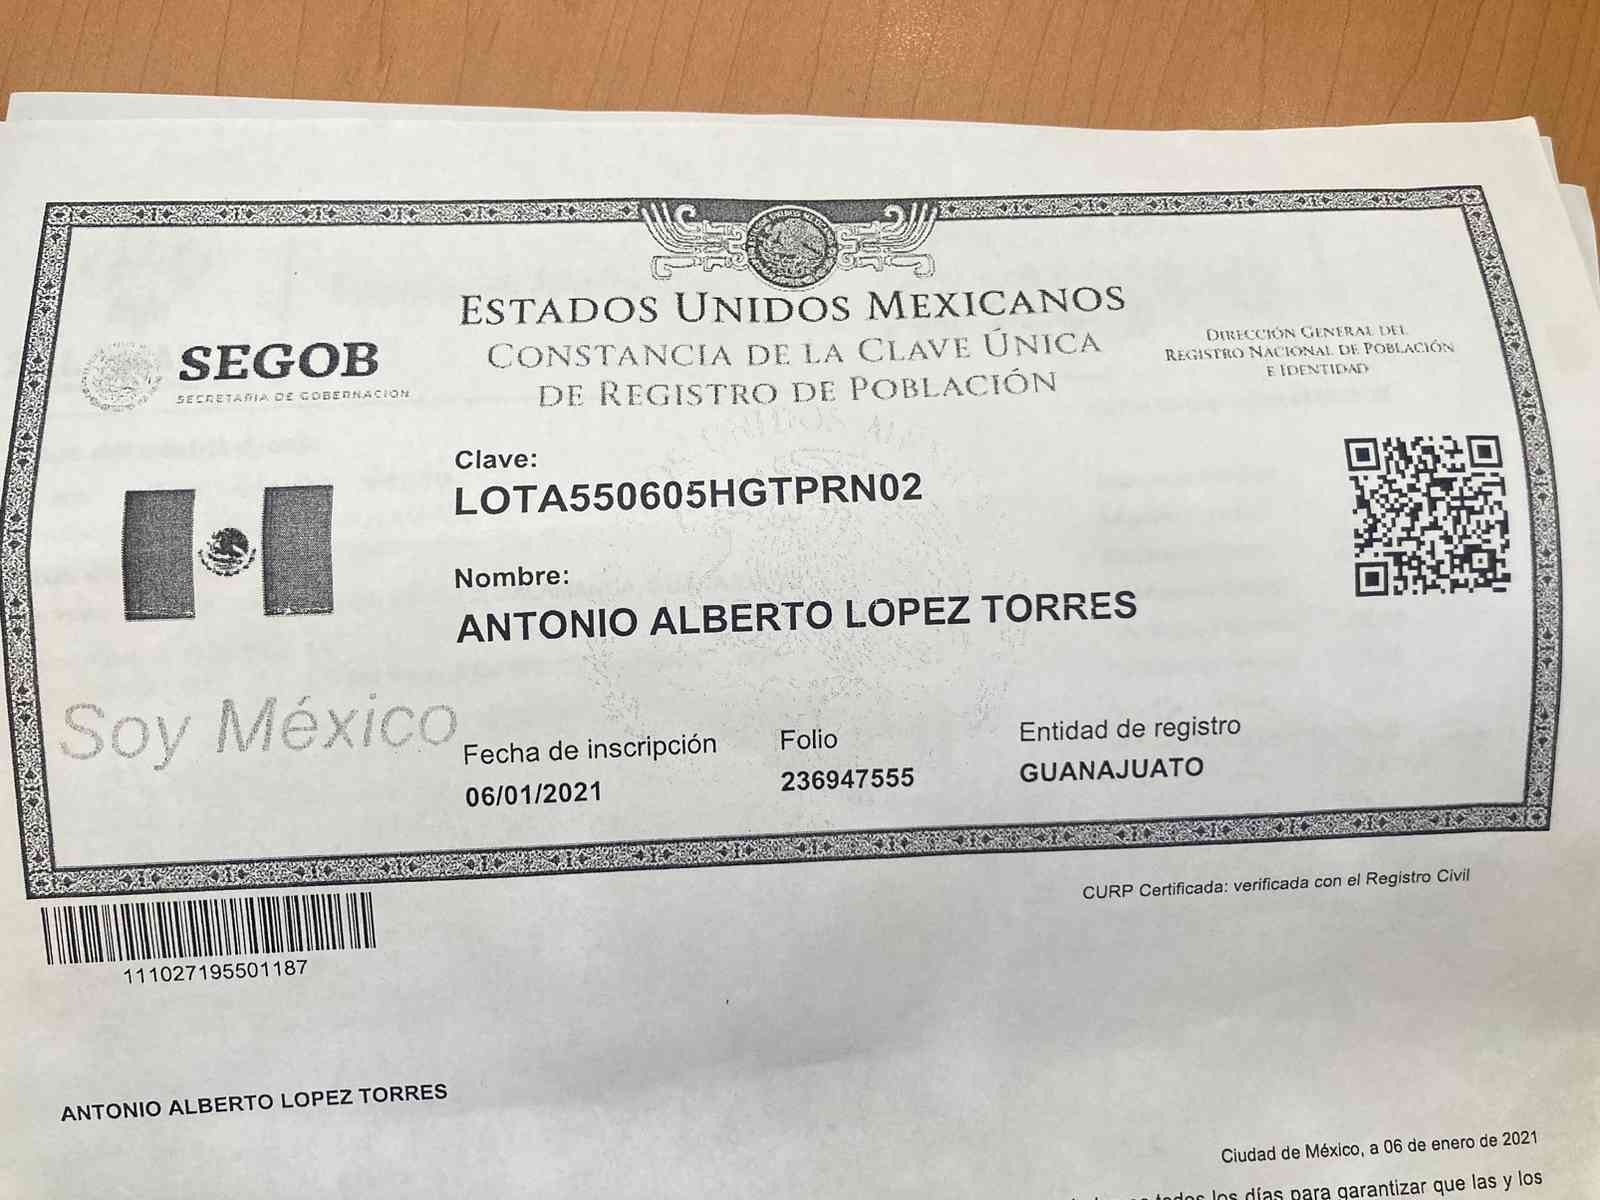 ESTADOS UNIDOS MEXICANOS
CONSTANCIA DE LA CLAVE ÚNICA
DE REGISTRO DE POBLACIÓN
SEGOB
SECRETARÍA DE GOBERNACIÓN
DIRECCIÓN GENERAL DEL
REGISTRO NACIONAL DE POBLACIÓN
E IDENTIDAD
Clave:
LOTA550605HGTPRN02
Nombre:
ANTONIO ALBERTO LOPEZ TORRES
Soy México
Fecha de inscripción
06/01/2021
Folio
236947555
Entidad de registro
GUANAJUATO
CURP Certificada: verificada con el Registro Civil
111027195501187
ANTONIO ALBERTO LOPEZ TORRES
Ciudad de México, a 06 de enero de 2021
todos los días para garantizar que las y los